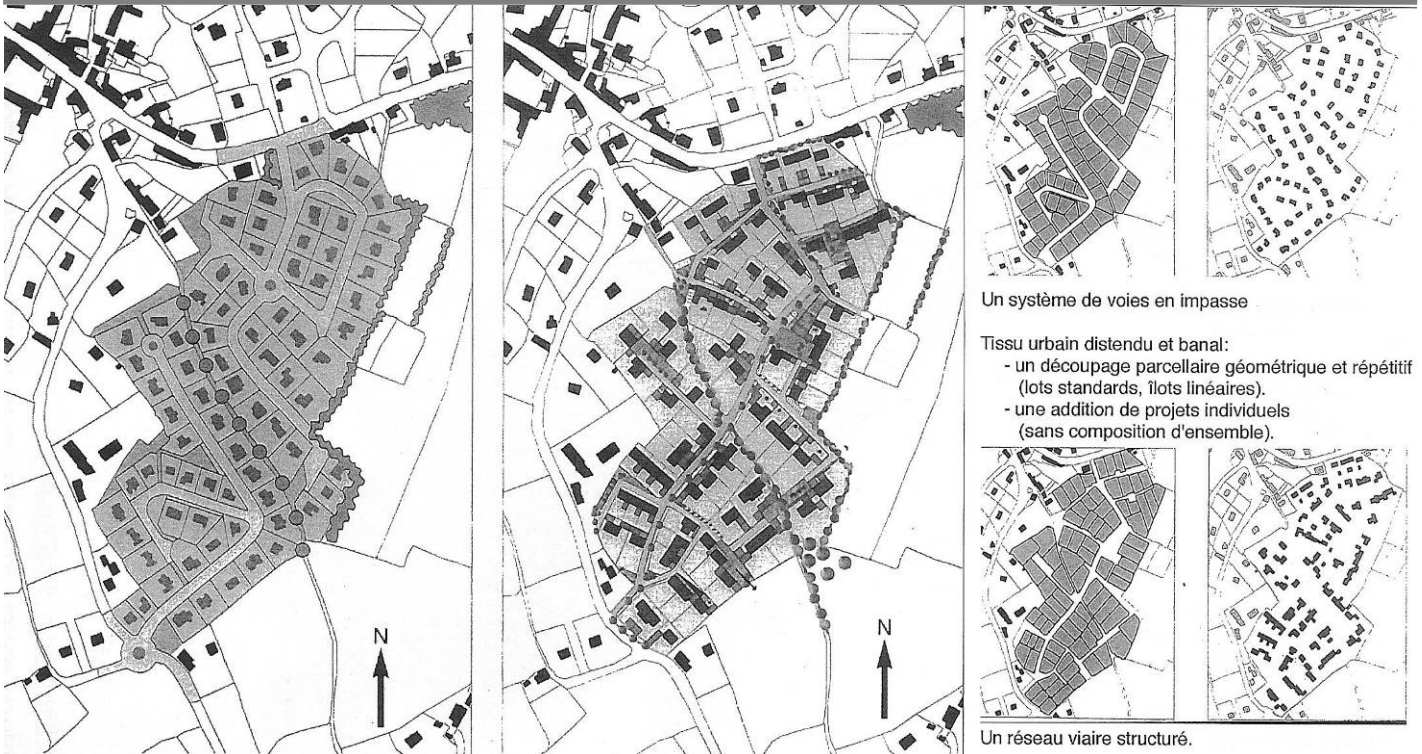 N
N
Un système de voies en impasse
Tissu urbain distendu et banal:
- un découpage parcellaire géométrique et répétitif
(lots standards, îlots linéaires).
- une addition de projets individuels
(sans composition d'ensemble).
Un réseau viaire structuré.